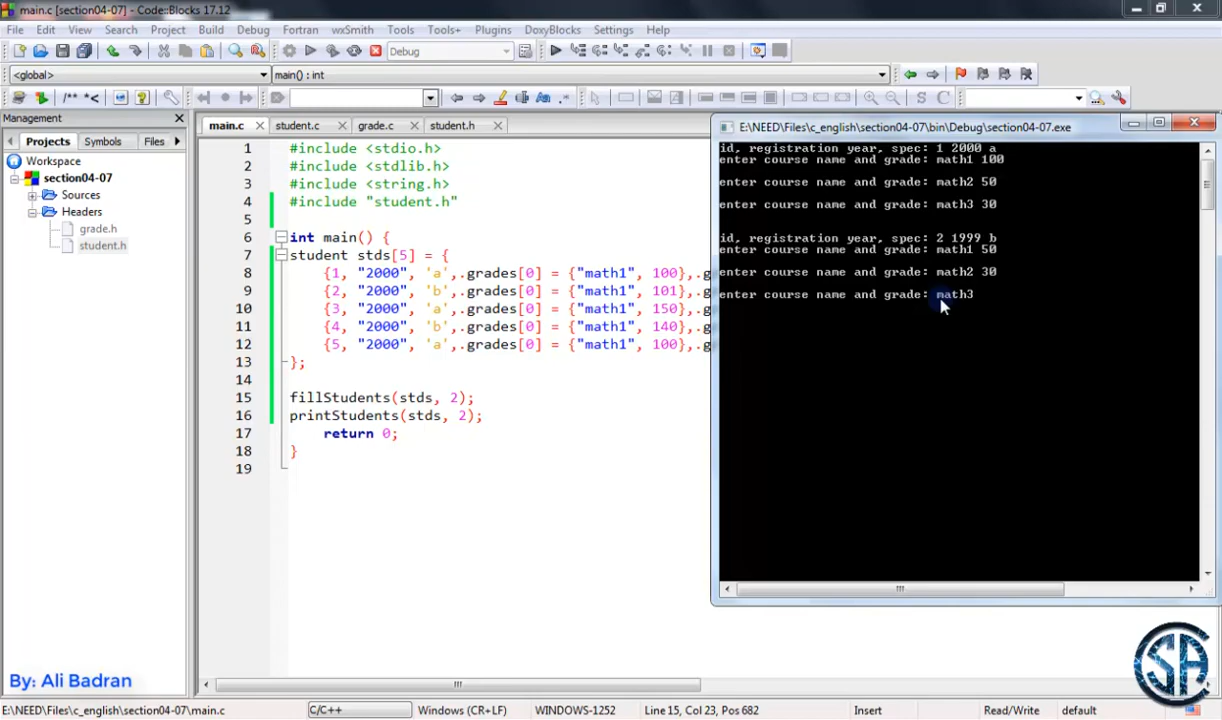 main.c [section04-07] - Code::Blocks 17.12
File Edit View Search Project Build Debug Fortran wxSmith Tools Tools+ Plugins DoxyBlocks Settings Help
Debug
<global> main() : int
/** *<
S C
Management
Projects Symbols Files
Workspace
section04-07
Sources
Headers
grade.h
student.h
main.c student.c grade.c student.h
1 #include <stdio.h>
2 #include <stdlib.h>
3 #include <string.h>
4 #include "student.h"
5
6 int main() {
7 student stds[5] = {
8 {1, "2000", 'a',.grades[0] = {"math1", 100},.g
9 {2, "2000", 'b',.grades[0] = {"math1", 101},.g
10 {3, "2000", 'a',.grades[0] = {"math1", 150},.g
11 {4, "2000", 'b',.grades[0] = {"math1", 140},.g
12 {5, "2000", 'a',.grades[0] = {"math1", 100},.g
13 };
14
15 fillStudents(stds, 2);
16 printStudents(stds, 2);
17 return 0;
18 }
19
E:\NEED\Files\c_english\section04-07\bin\Debug\section04-07.exe
id, registration year, spec: 1 2000 a
enter course name and grade: math1 100
enter course name and grade: math2 50
enter course name and grade: math3 30
id, registration year, spec: 2 1999 b
enter course name and grade: math1 50
enter course name and grade: math2 30
enter course name and grade: math3
By: Ali Badran
SA
E:\NEED\Files\c_english\section04-07\main.c C/C++ Windows (CR+LF) WINDOWS-1252 Line 15, Col 23, Pos 682 Insert Read/Write default